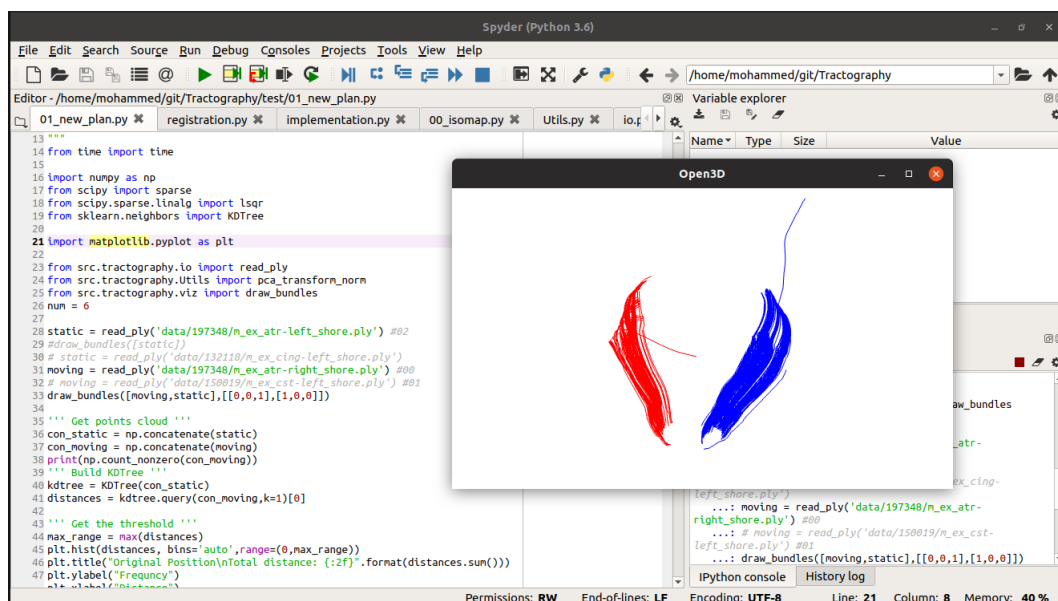 Spyder (Python 3.6)
File Edit Search Source Run Debug Consoles Projects Tools View Help
/home/mohammed/git/Tractography
Editor - /home/mohammed/git/Tractography/test/01_new_plan.py
01_new_plan.py registration.py implementation.py 00_isomap.py Utils.py io.p
13 """
14 from time import time
15
16 import numpy as np
17 from scipy import sparse
18 from scipy.sparse.linalg import lsqr
19 from sklearn.neighbors import KDTree
20
21 import matplotlib.pyplot as plt
22
23 from src.tractography.io import read_ply
24 from src.tractography.Utils import pca_transform_norm
25 from src.tractography.viz import draw_bundles
26 num = 6
27
28 static = read_ply('data/197348/m_ex_atr-left_shore.ply') #02
29 #draw_bundles([static])
30 # static = read_ply('data/132118/m_ex_cing-left_shore.ply')
31 moving = read_ply('data/197348/m_ex_atr-right_shore.ply') #00
32 # moving = read_ply('data/150019/m_ex_cst-left_shore.ply') #01
33 draw_bundles([moving,static],[[0,0,1],[1,0,0]])
34
35 ''' Get points cloud '''
36 con_static = np.concatenate(static)
37 con_moving = np.concatenate(moving)
38 print(np.count_nonzero(con_moving))
39 ''' Build KDTree '''
40 kdtree = KDTree(con_static)
41 distances = kdtree.query(con_moving,k=1)[0]
42
43 ''' Get the threshold '''
44 max_range = max(distances)
45 plt.hist(distances, bins='auto',range=(0,max_range))
46 plt.title("Original Position\nTotal distance: {:2f}".format(distances.sum()))
47 plt.ylabel("Frequncy")
Variable explorer
Name Type Size Value
Open3D
aw_bundles
_atr-
ex_cing-
left_shore.ply')
...: moving = read_ply('data/197348/m_ex_atr-
right_shore.ply') #00
...: # moving = read_ply('data/150019/m_ex_cst-
left_shore.ply') #01
...: draw_bundles([moving,static],[[0,0,1],[1,0,0]])
IPython console History log
Permissions: RW End-of-lines: LF Encoding: UTF-8 Line: 21 Column: 8 Memory: 40 %